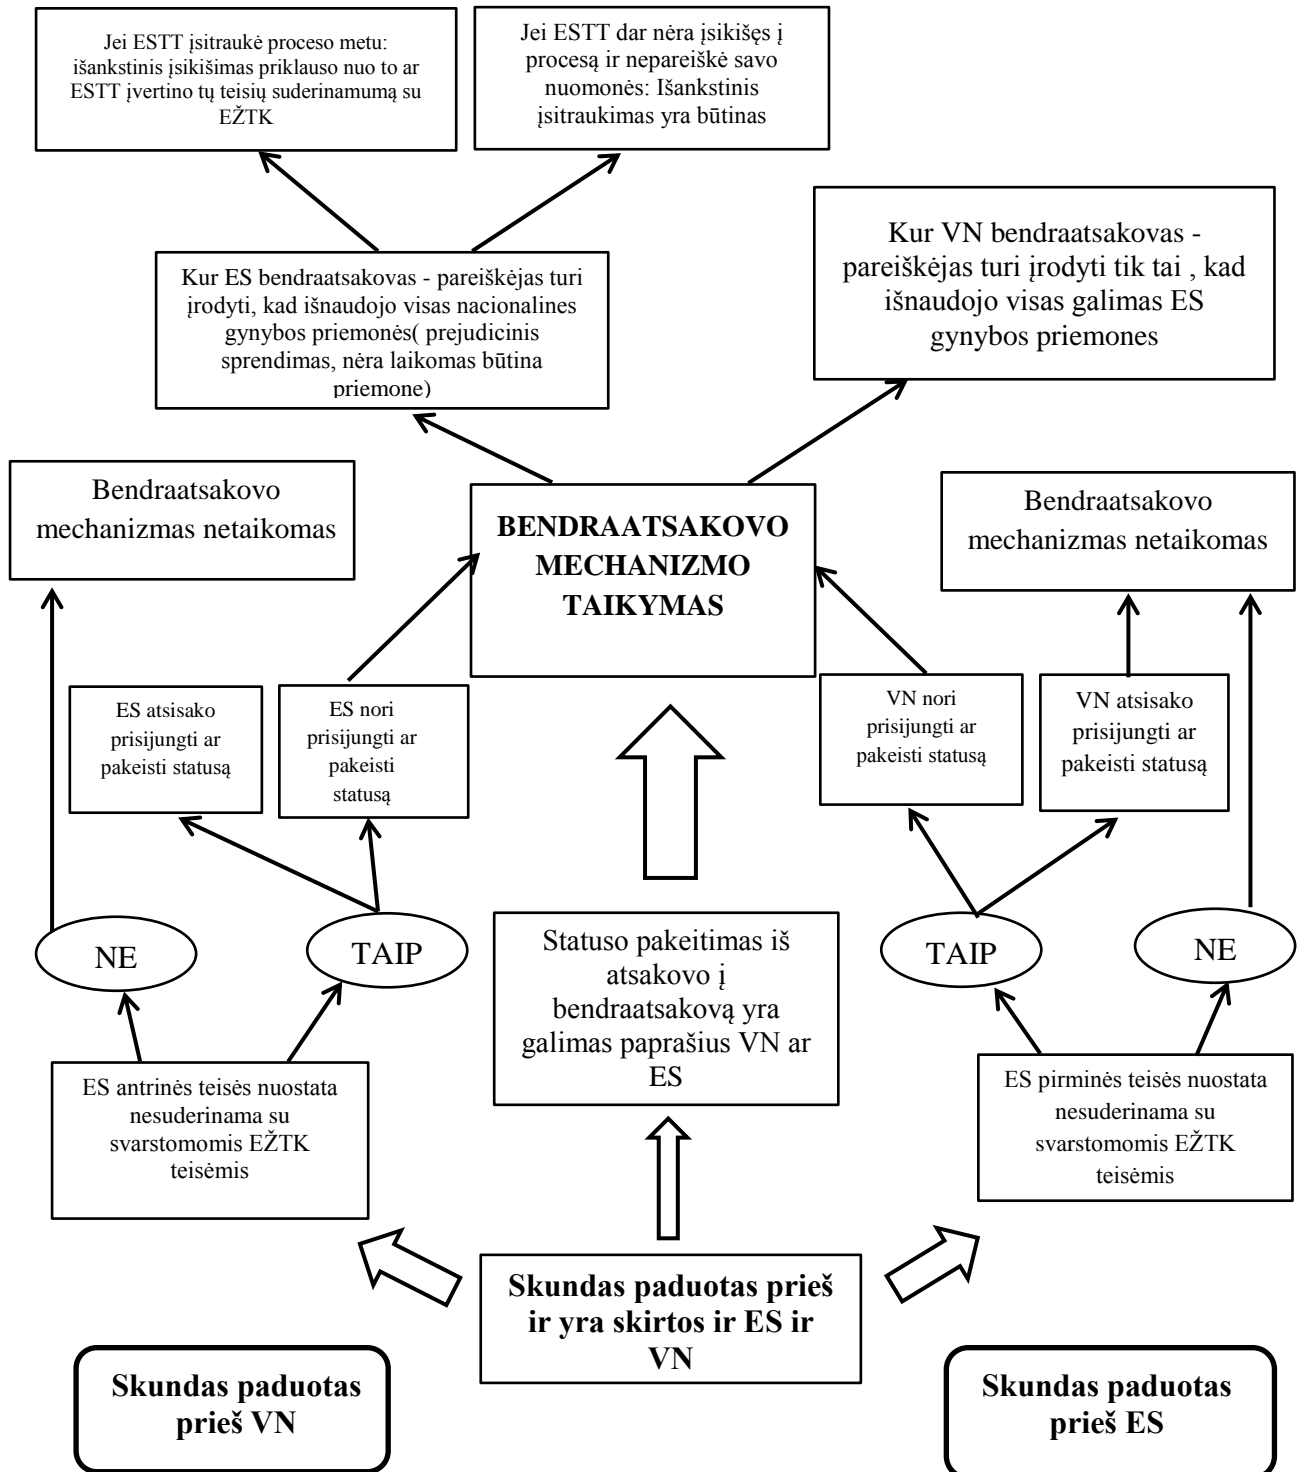 Jei ESTT įsitraukė proceso metu:
išankstinis įsikišimas priklauso nuo to ar
ESTT įvertino tų teisių suderinamumą su
EŽTK
Jei ESTT dar nėra įsikišęs į
procesą ir nepareiškė savo
nuomonės: Išankstinis
įsitraukimas yra būtinas
Kur ES bendraatsakovas - pareiškėjas turi
įrodyti, kad išnaudojo visas nacionalines
gynybos priemonės( prejudicinis
sprendimas, nėra laikomas būtina
priemone)
Kur VN bendraatsakovas -
pareiškėjas turi įrodyti tik tai , kad
išnaudojo visas galimas ES
gynybos priemones
Bendraatsakovo
mechanizmas netaikomas
BENDRAATSAKOVO
MECHANIZMO
TAIKYMAS
Bendraatsakovo
mechanizmas netaikomas
ES atsisako
prisijungti ar
pakeisti statusą
ES nori
prisijungti ar
pakeisti
statusą
VN nori
prisijungti ar
pakeisti statusą
VN atsisako
prisijungti ar
pakeisti statusą
NE
TAIP
Statuso pakeitimas iš
atsakovo į
bendraatsakovą yra
galimas paprašius VN ar
ES
TAIP
NE
ES antrinės teisės nuostata
nesuderinama su
svarstomomis EŽTK
teisėmis
ES pirminės teisės nuostata
nesuderinama su
svarstomomis EŽTK
teisėmis
Skundas paduotas prieš
ir yra skirtos ir ES ir
VN
Skundas paduotas
prieš VN
Skundas paduotas
prieš ES